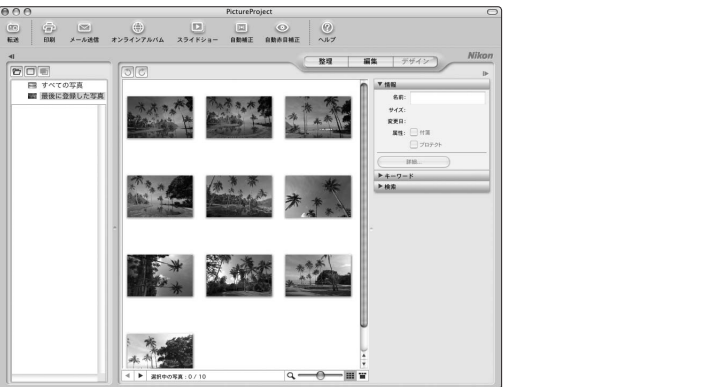 PictureProject
転送 印刷 メール送信 オンラインアルバム スライドショー 自動補正 自動赤目補正 ヘルプ
整理 編集 デザイン Nikon
すべての写真
最後に登録した写真
情報
名前:
サイズ:
変更日:
属性: 付箋
プロテクト
詳細...
キーワード
検索
選択中の写真 : 0 / 10